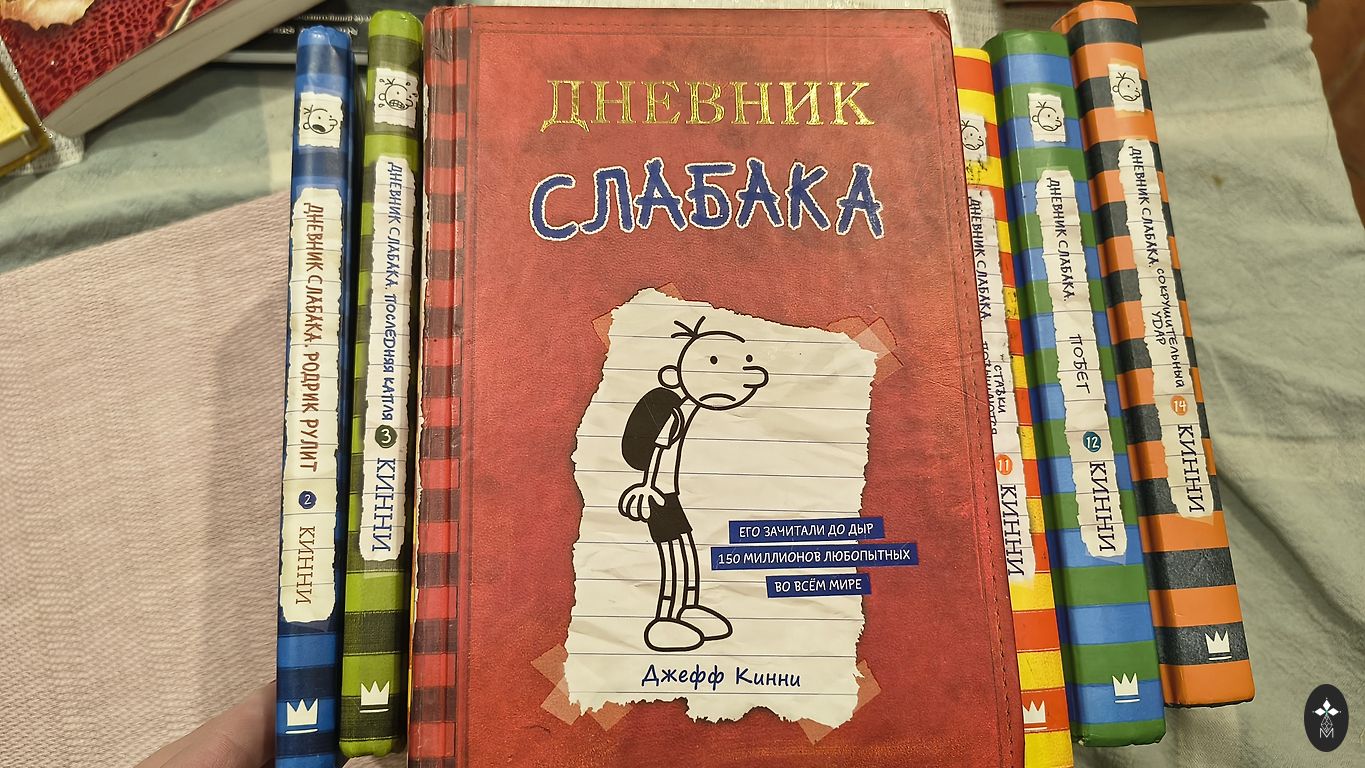 ДНЕВНИК СЛАБАКА. РОДРИК РУЛИТ 2 КИННИ
ДНЕВНИК СЛАБАКА. ПОСЛЕДНЯЯ КАПЛЯ 3 КИННИ
ДНЕВНИК
СЛАБАКА
ЕГО ЗАЧИТАЛИ ДО ДЫР
150 МИЛЛИОНОВ ЛЮБОПЫТНЫХ
ВО ВСЁМ МИРЕ
Джефф Кинни
ДНЕВНИК СЛАБАКА. СТАВКИ
11 КИННИ
ДНЕВНИК СЛАБАКА. ПОБЕГ 12 КИННИ
ДНЕВНИК СЛАБАКА. СОКРУШИТЕЛЬНЫЙ
УДАР
14 КИННИ
M